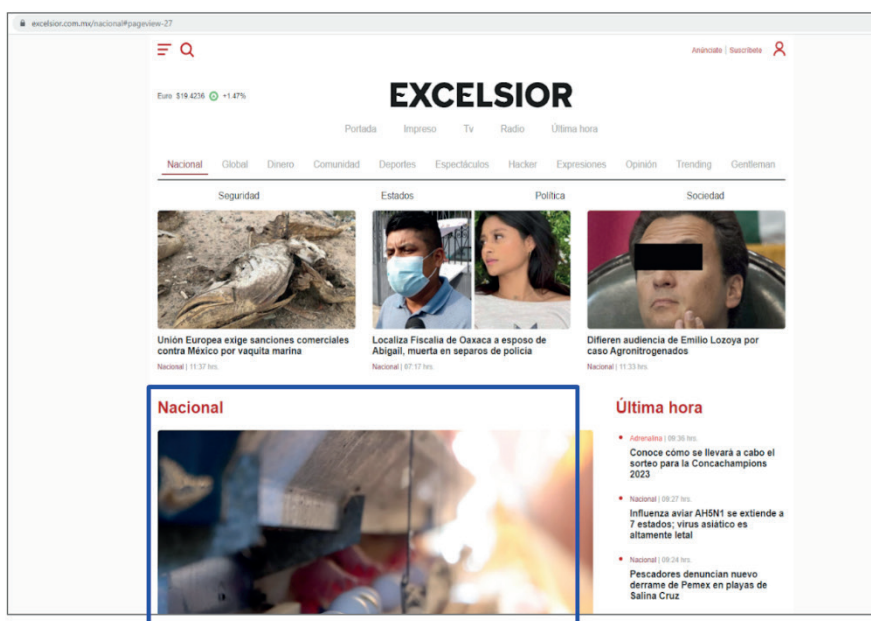 excelsior.com.mx/nacional#pageview-27
Anúnciate | Suscríbete
Euro $19.4236 +1.47%
EXCELSIOR
Portada Impreso Tv Radio Última hora
Nacional Global Dinero Comunidad Deportes Espectáculos Hacker Expresiones Opinión Trending Gentleman
Seguridad Estados Política Sociedad
Unión Europea exige sanciones comerciales
contra México por vaquita marina
Nacional | 11:37 hrs.
Localiza Fiscalia de Oaxaca a esposo de
Abigail, muerta en separos de policia
Nacional | 07:17 hrs.
Difieren audiencia de Emilio Lozoya por
caso Agronitrogenados
Nacional | 11:33 hrs
Nacional
Última hora
Adrenalina | 09:36 hrs.
Conoce cómo se llevará a cabo el
sorteo para la Concachampions
2023
Nacional | 09:27 hrs.
Influenza aviar AH5N1 se extiende a
7 estados; virus asiático es
altamente letal
Nacional | 09:24 hrs.
Pescadores denuncian nuevo
derrame de Pemex en playas de
Salina Cruz